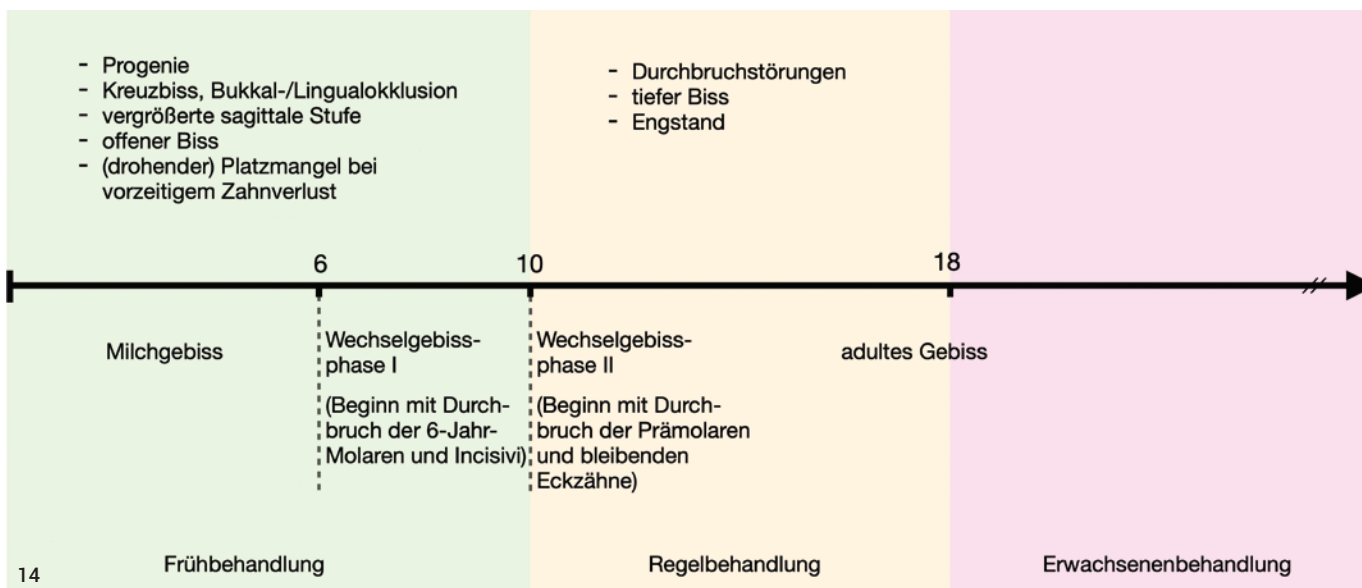 - Progenie
- Kreuzbiss, Bukkal-/Lingualokklusion
- vergrößerte sagittale Stufe
- offener Biss
- (drohender) Platzmangel bei
vorzeitigem Zahnverlust
- Durchbruchstörungen
- tiefer Biss
- Engstand
6
10
18
Milchgebiss
Wechselgebiss-
phase I
(Beginn mit Durch-
bruch der 6-Jahr-
Molaren und Incisivi)
Wechselgebiss-
phase II
(Beginn mit Durch-
bruch der Prämolaren
und bleibenden
Eckzähne)
adultes Gebiss
Frühbehandlung
Regelbehandlung
Erwachsenenbehandlung
14